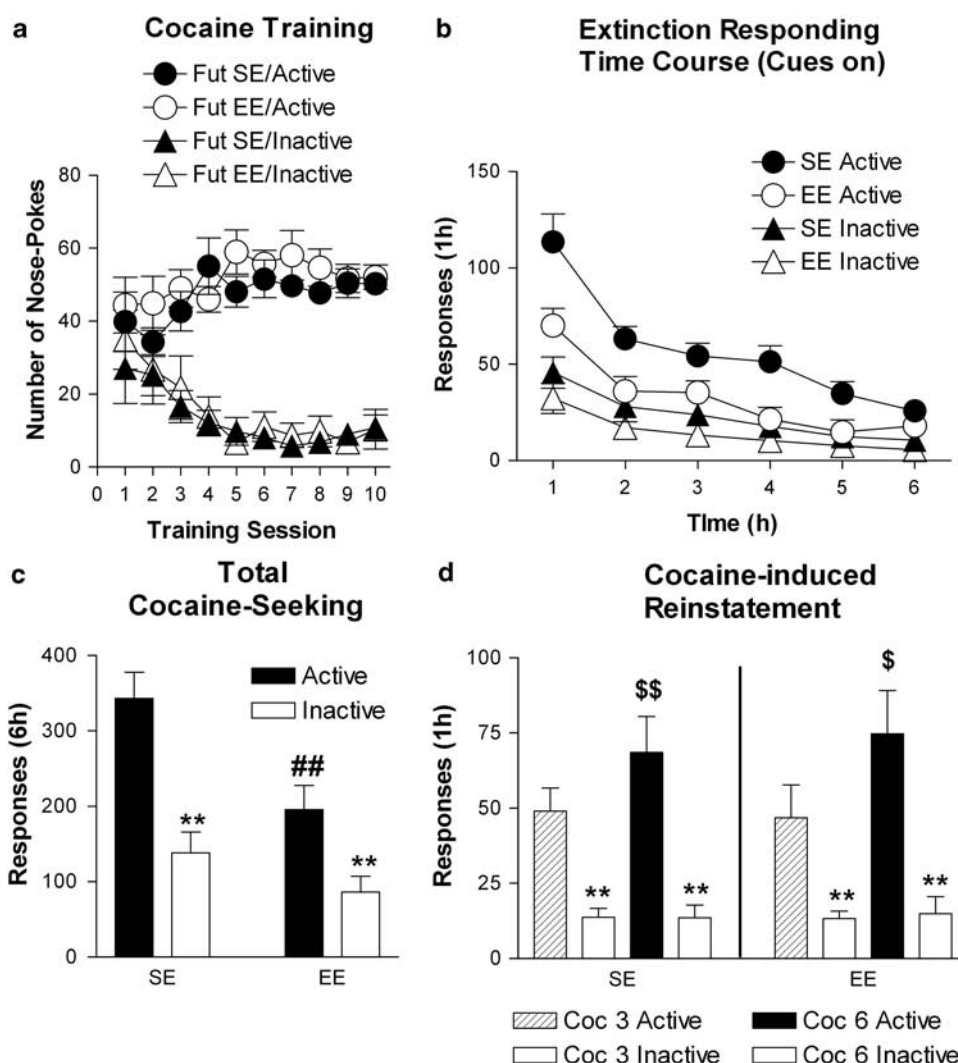 a
Cocaine Training
Fut SE/Active
Fut EE/Active
Fut SE/Inactive
Fut EE/Inactive
Number of Nose-Pokes
80
60
40
20
0
0 1 2 3 4 5 6 7 8 9 10
Training Session
b
Extinction Responding
Time Course (Cues on)
SE Active
EE Active
SE Inactive
EE Inactive
Responses (1h)
150
100
50
0
1 2 3 4 5 6
TIme (h)
c
Total
Cocaine-Seeking
Active
Inactive
Responses (6h)
400
300
200
100
0
**
##
**
SE EE
d
Cocaine-induced
Reinstatement
Responses (1h)
100
75
50
25
0
$$
$
** ** ** **
SE EE
Coc 3 Active Coc 6 Active
Coc 3 Inactive Coc 6 Inactive